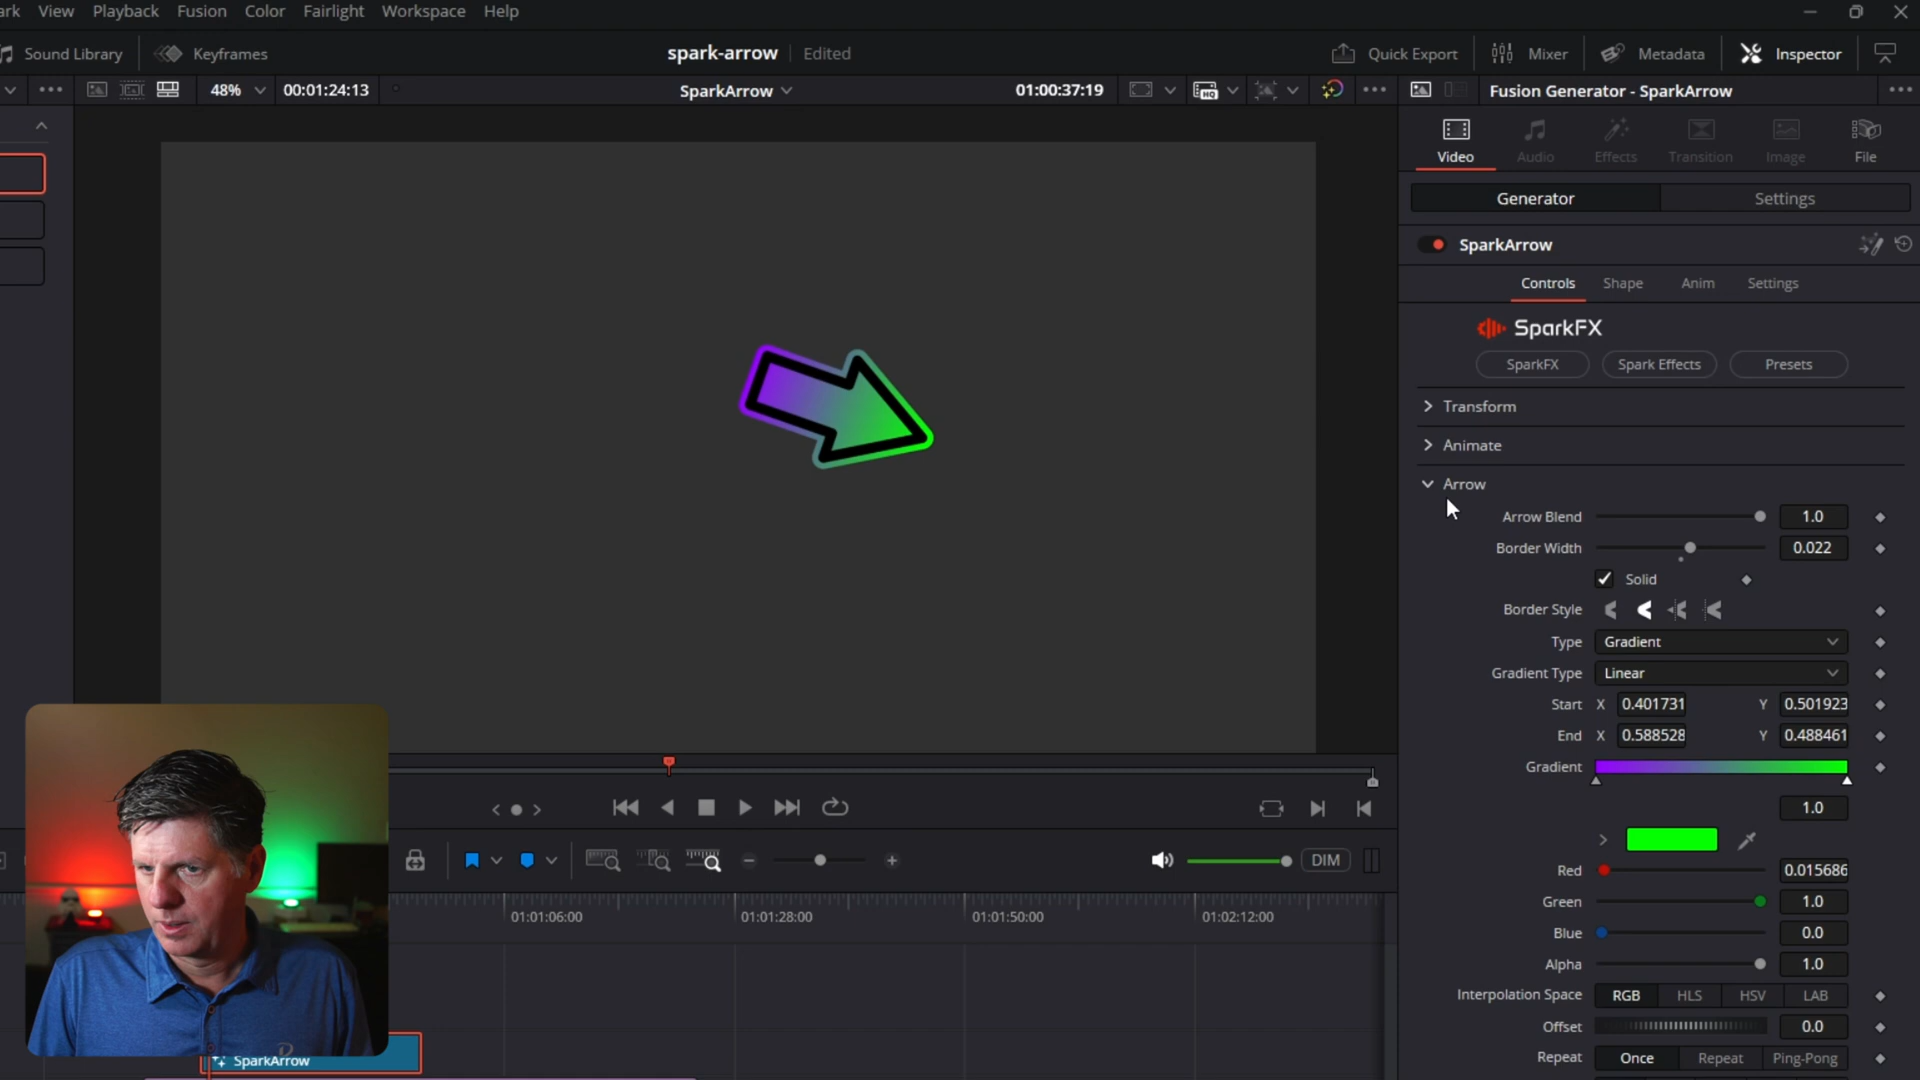 ark View Playback Fusion Color Fairlight Workspace Help
Sound Library Keyframes spark-arrow Edited Quick Export Mixer Metadata Inspector
48% 00:01:24:13 SparkArrow 01:00:37:19 HQ Fusion Generator - SparkArrow
Video Audio Effects Transition Image File
Generator Settings
SparkArrow
Controls Shape Anim Settings
SparkFX
SparkFX Spark Effects Presets
Transform
Animate
Arrow
Arrow Blend 1.0
Border Width 0.022
Solid
Border Style
Type Gradient
Gradient Type Linear
Start X 0.401731 Y 0.501923
End X 0.588528 Y 0.488461
Gradient
1.0
Red 0.015686
Green 1.0
Blue 0.0
Alpha 1.0
Interpolation Space RGB HLS HSV LAB
Offset 0.0
Repeat Once Repeat Ping-Pong
DIM
01:01:06:00 01:01:28:00 01:01:50:00 01:02:12:00
SparkArrow